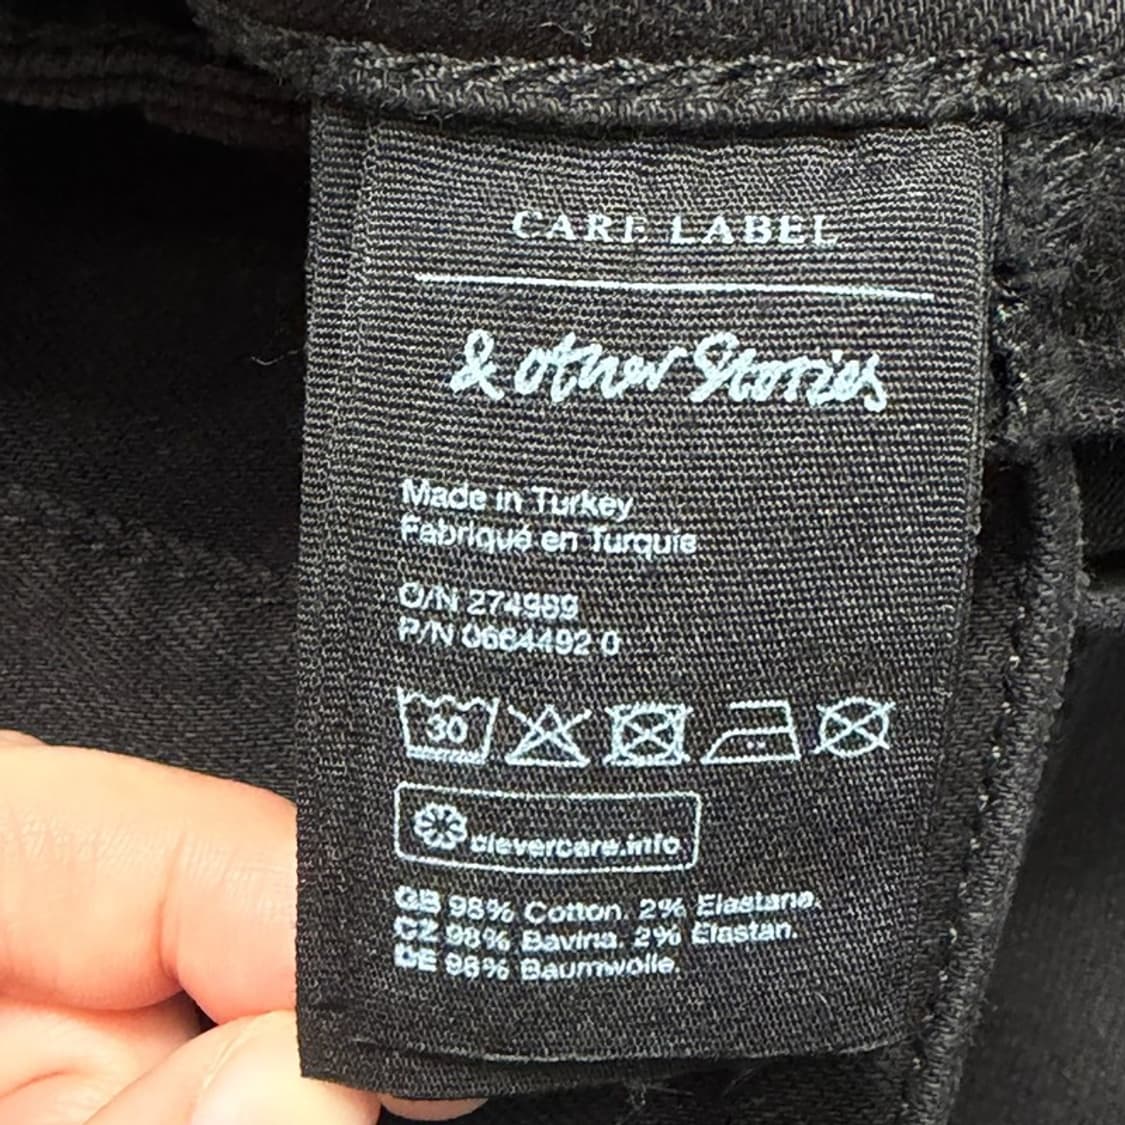 CARE LABEL
& other Stories
Made in Turkey
Fabriqué en Turquie
O/N 274989
P/N 0664492 0
30
clevercare.info
GB 98% Cotton. 2% Elastane.
CZ 98% Bavlna. 2% Elastan.
DE 98% Baumwolle.